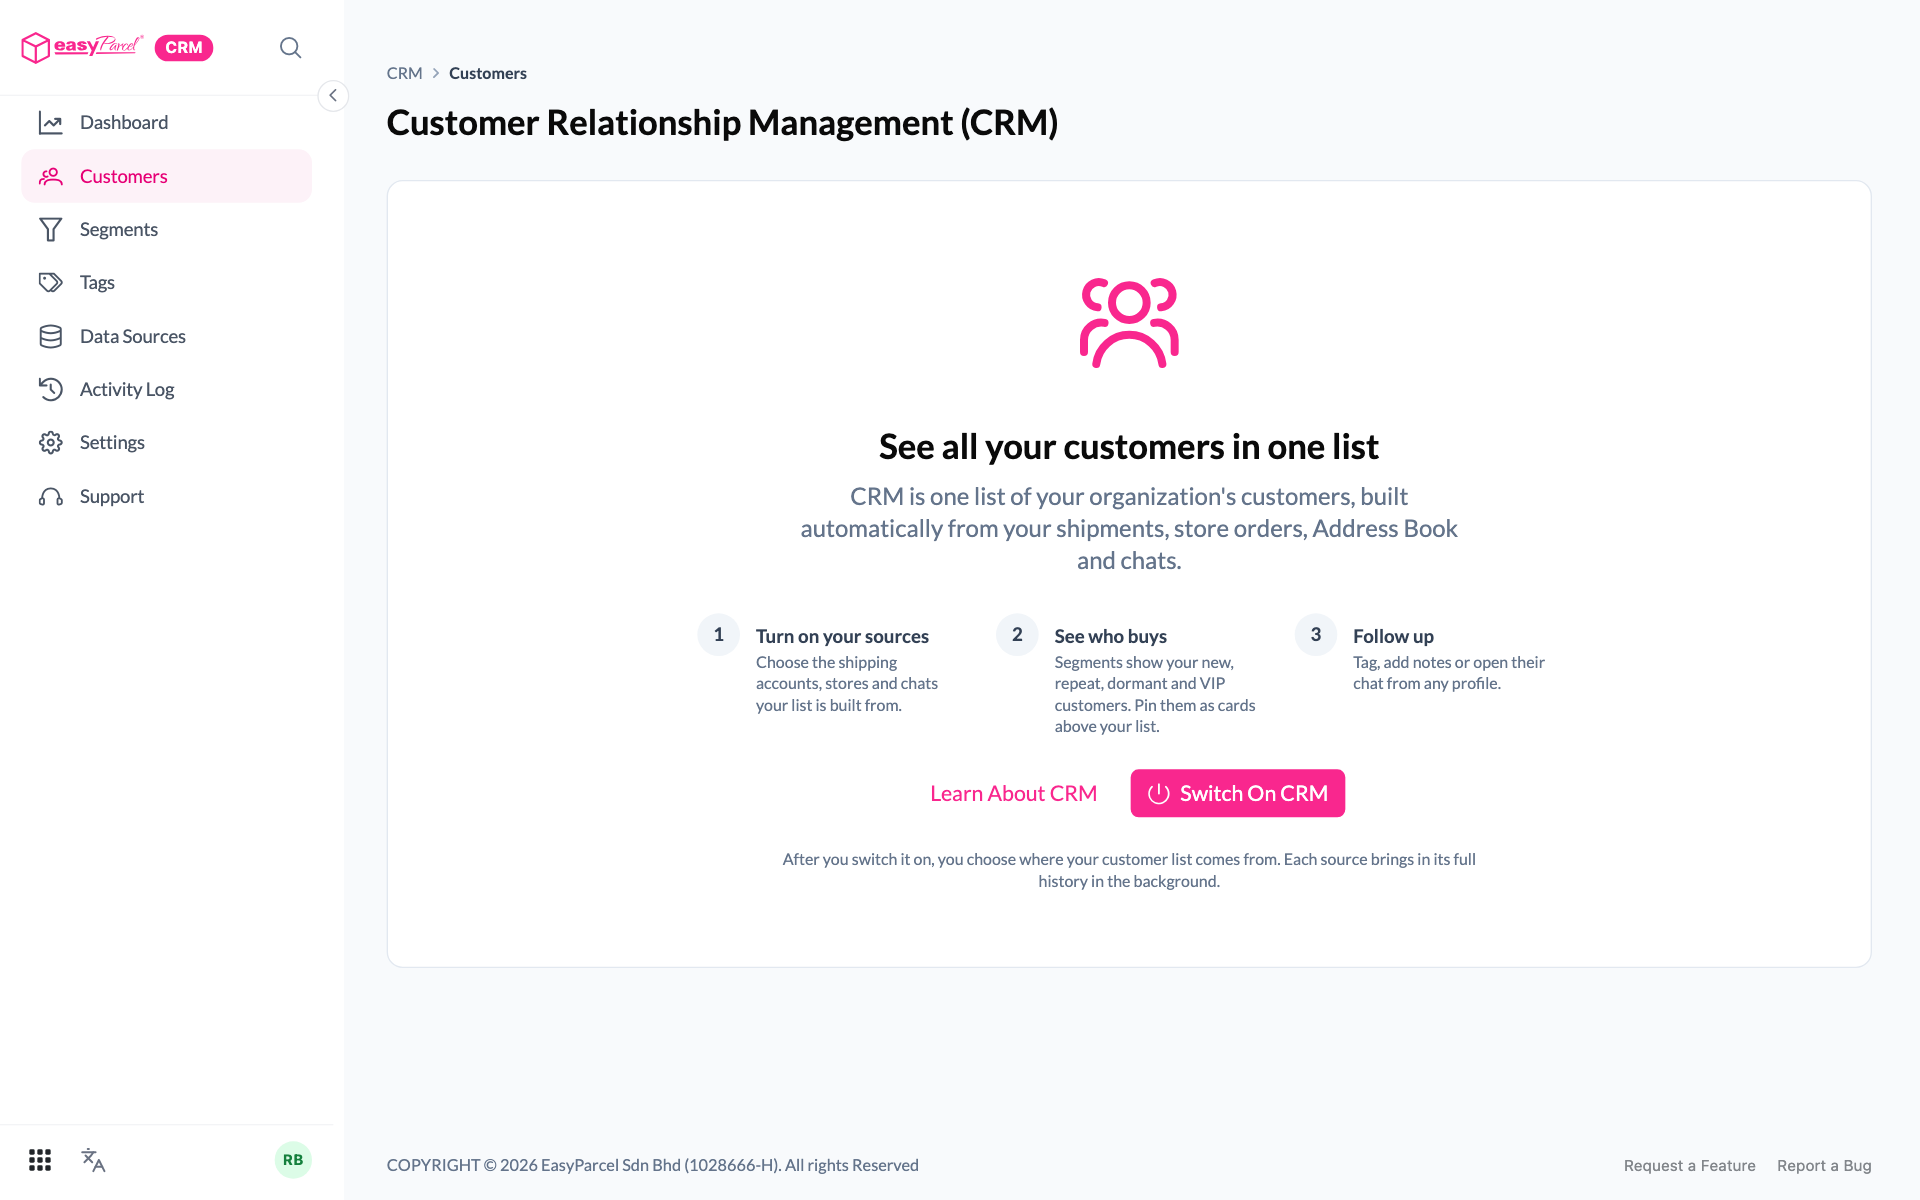 easyParcel CRM
Dashboard
Customers
Segments
Tags
Data Sources
Activity Log
Settings
Support
RB
CRM > Customers
Customer Relationship Management (CRM)
See all your customers in one list
CRM is one list of your organization's customers, built
automatically from your shipments, store orders, Address Book
and chats.
1 Turn on your sources
Choose the shipping
accounts, stores and chats
your list is built from.
2 See who buys
Segments show your new,
repeat, dormant and VIP
customers. Pin them as cards
above your list.
3 Follow up
Tag, add notes or open their
chat from any profile.
Learn About CRM
Switch On CRM
After you switch it on, you choose where your customer list comes from. Each source brings in its full
history in the background.
COPYRIGHT © 2026 EasyParcel Sdn Bhd (1028666-H). All rights Reserved
Request a Feature
Report a Bug